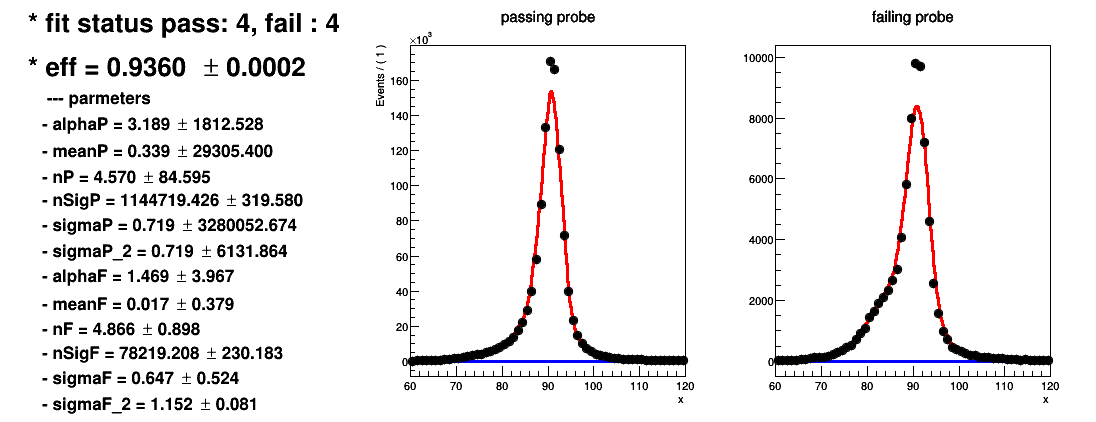 * fit status pass: 4, fail : 4
* eff = 0.9360 ± 0.0002
--- parmeters
- alphaP = 3.189 ± 1812.528
- meanP = 0.339 ± 29305.400
- nP = 4.570 ± 84.595
- nSigP = 1144719.426 ± 319.580
- sigmaP = 0.719 ± 3280052.674
- sigmaP_2 = 0.719 ± 6131.864
- alphaF = 1.469 ± 3.967
- meanF = 0.017 ± 0.379
- nF = 4.866 ± 0.898
- nSigF = 78219.208 ± 230.183
- sigmaF = 0.647 ± 0.524
- sigmaF_2 = 1.152 ± 0.081
passing probe
×10³
Events / ( 1 )
160
140
120
100
80
60
40
20
0
60 70 80 90 100 110 120
x
failing probe
10000
8000
6000
4000
2000
0
60 70 80 90 100 110 120
x